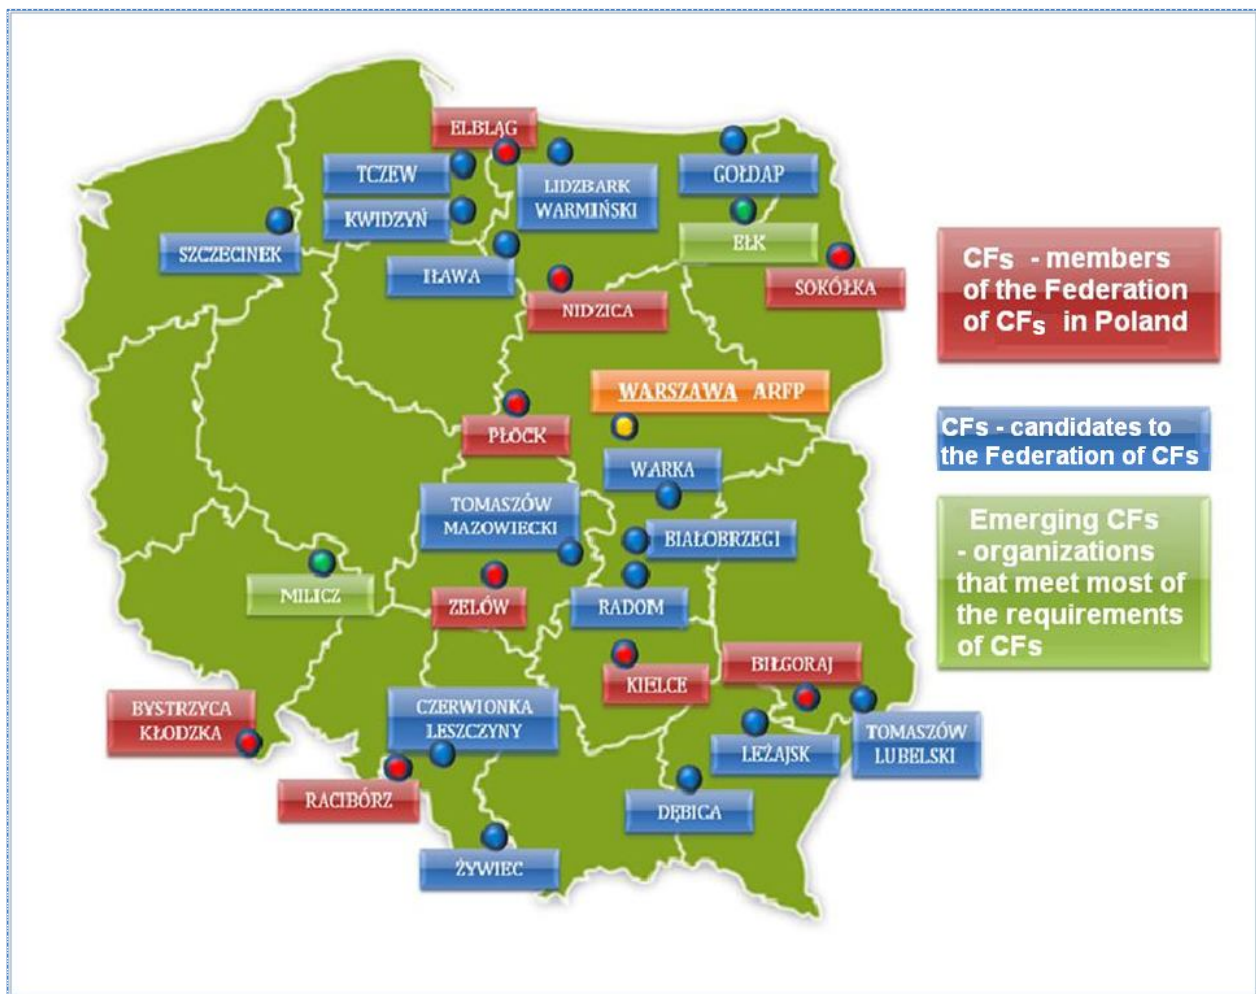 ELBLĄG
TCZEW
LIDZBARK
WARMIŃSKI
GOŁDAP
KWIDZYŃ
SZCZECINEK
IŁAWA
EŁK
SOKÓŁKA
NIDZICA
WARSZAWA ARFP
PŁOCK
WARKA
TOMASZÓW
MAZOWIECKI
BIAŁOBRZEGI
MILICZ
ZELÓW
RADOM
KIELCE
BIŁGORAJ
BYSTRZYCA
KŁODZKA
CZERWIONKA
LESZCZYNY
LEŻAJSK
TOMASZÓW
LUBELSKI
RACIBÓRZ
DĘBICA
ŻYWIEC
CFs - members
of the Federation
of CFs in Poland
CFs - candidates to
the Federation of CFs
Emerging CFs
- organizations
that meet most of
the requirements
of CFs